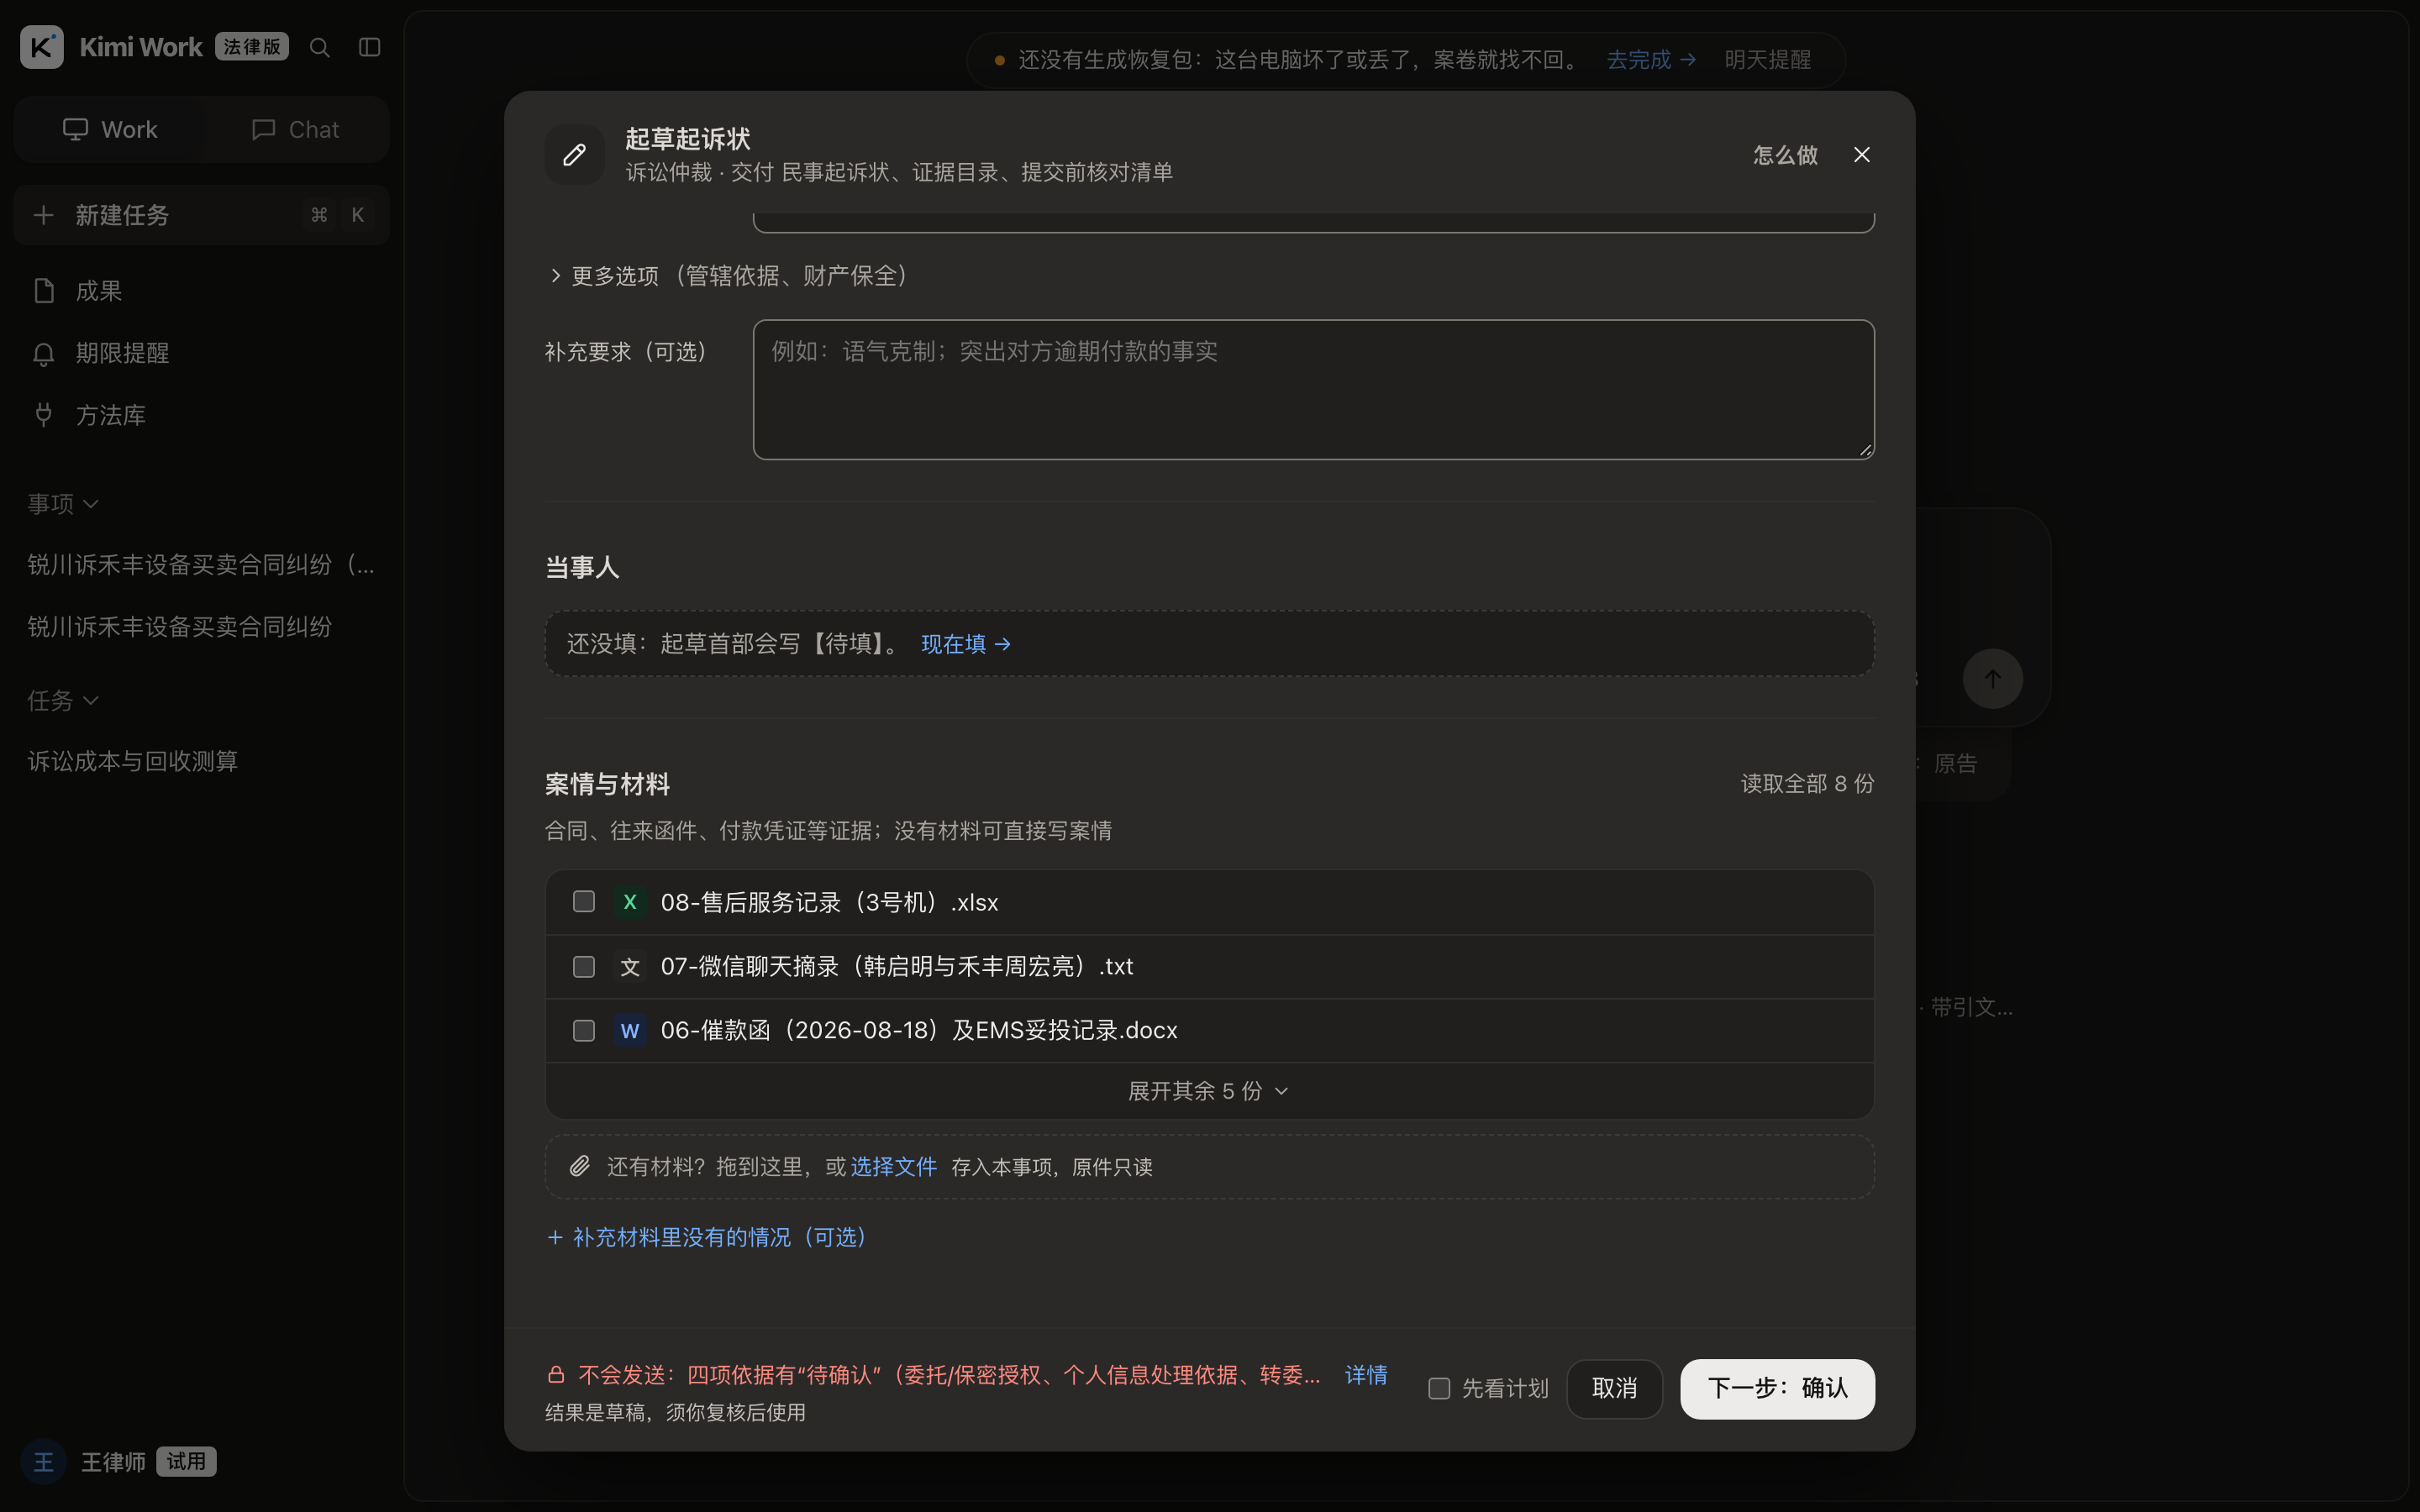 Kimi Work 法律版
Work
Chat
新建任务 ⌘ K
成果
期限提醒
方法库
事项
锐川诉禾丰设备买卖合同纠纷（...
锐川诉禾丰设备买卖合同纠纷
任务
诉讼成本与回收测算
王 王律师 试用
还没有生成恢复包：这台电脑坏了或丢了，案卷就找不回。 去完成 → 明天提醒
起草起诉状
诉讼仲裁 · 交付 民事起诉状、证据目录、提交前核对清单
怎么做
更多选项（管辖依据、财产保全）
补充要求（可选）
例如：语气克制；突出对方逾期付款的事实
当事人
还没填：起草首部会写【待填】。 现在填 →
案情与材料
读取全部 8 份
合同、往来函件、付款凭证等证据；没有材料可直接写案情
X 08-售后服务记录（3号机）.xlsx
文 07-微信聊天摘录（韩启明与禾丰周宏亮）.txt
W 06-催款函（2026-08-18）及EMS妥投记录.docx
展开其余 5 份
还有材料？拖到这里，或选择文件 存入本事项，原件只读
+ 补充材料里没有的情况（可选）
不会发送：四项依据有“待确认”（委托/保密授权、个人信息处理依据、转委... 详情
结果是草稿，须你复核后使用
先看计划
取消
下一步：确认
：原告
· 带引文...